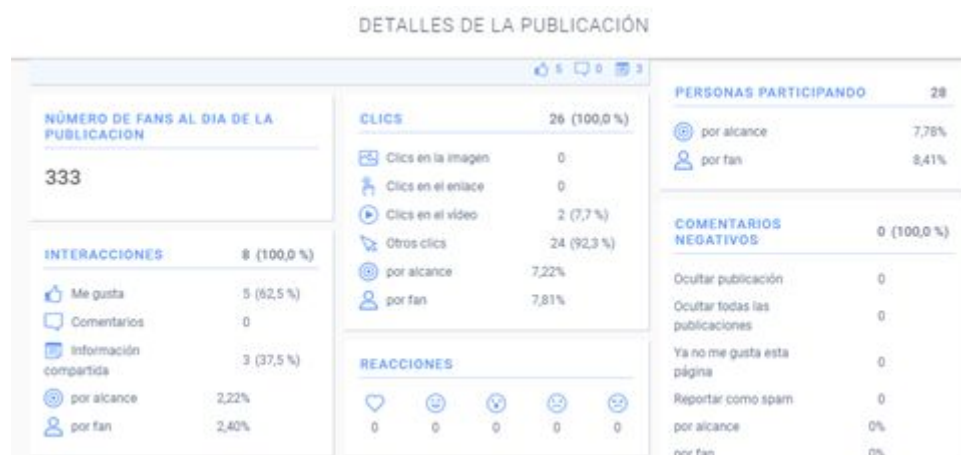 DETALLES DE LA PUBLICACIÓN
5 0 3
NÚMERO DE FANS AL DIA DE LA
PUBLICACION
333
INTERACCIONES 8 (100,0 %)
Me gusta 5 (62,5 %)
Comentarios 0
Información
compartida 3 (37,5 %)
por alcance 2,22%
por fan 2,40%
CLICS 26 (100,0 %)
Clics en la imagen 0
Clics en el enlace 0
Clics en el vídeo 2 (7,7 %)
Otros clics 24 (92,3 %)
por alcance 7,22%
por fan 7,81%
REACCIONES
0 0 0 0 0
PERSONAS PARTICIPANDO 28
por alcance 7,78%
por fan 8,41%
COMENTARIOS
NEGATIVOS 0 (100,0 %)
Ocultar publicación 0
Ocultar todas las
publicaciones 0
Ya no me gusta esta
página 0
Reportar como spam 0
por alcance 0%
por fan 0%